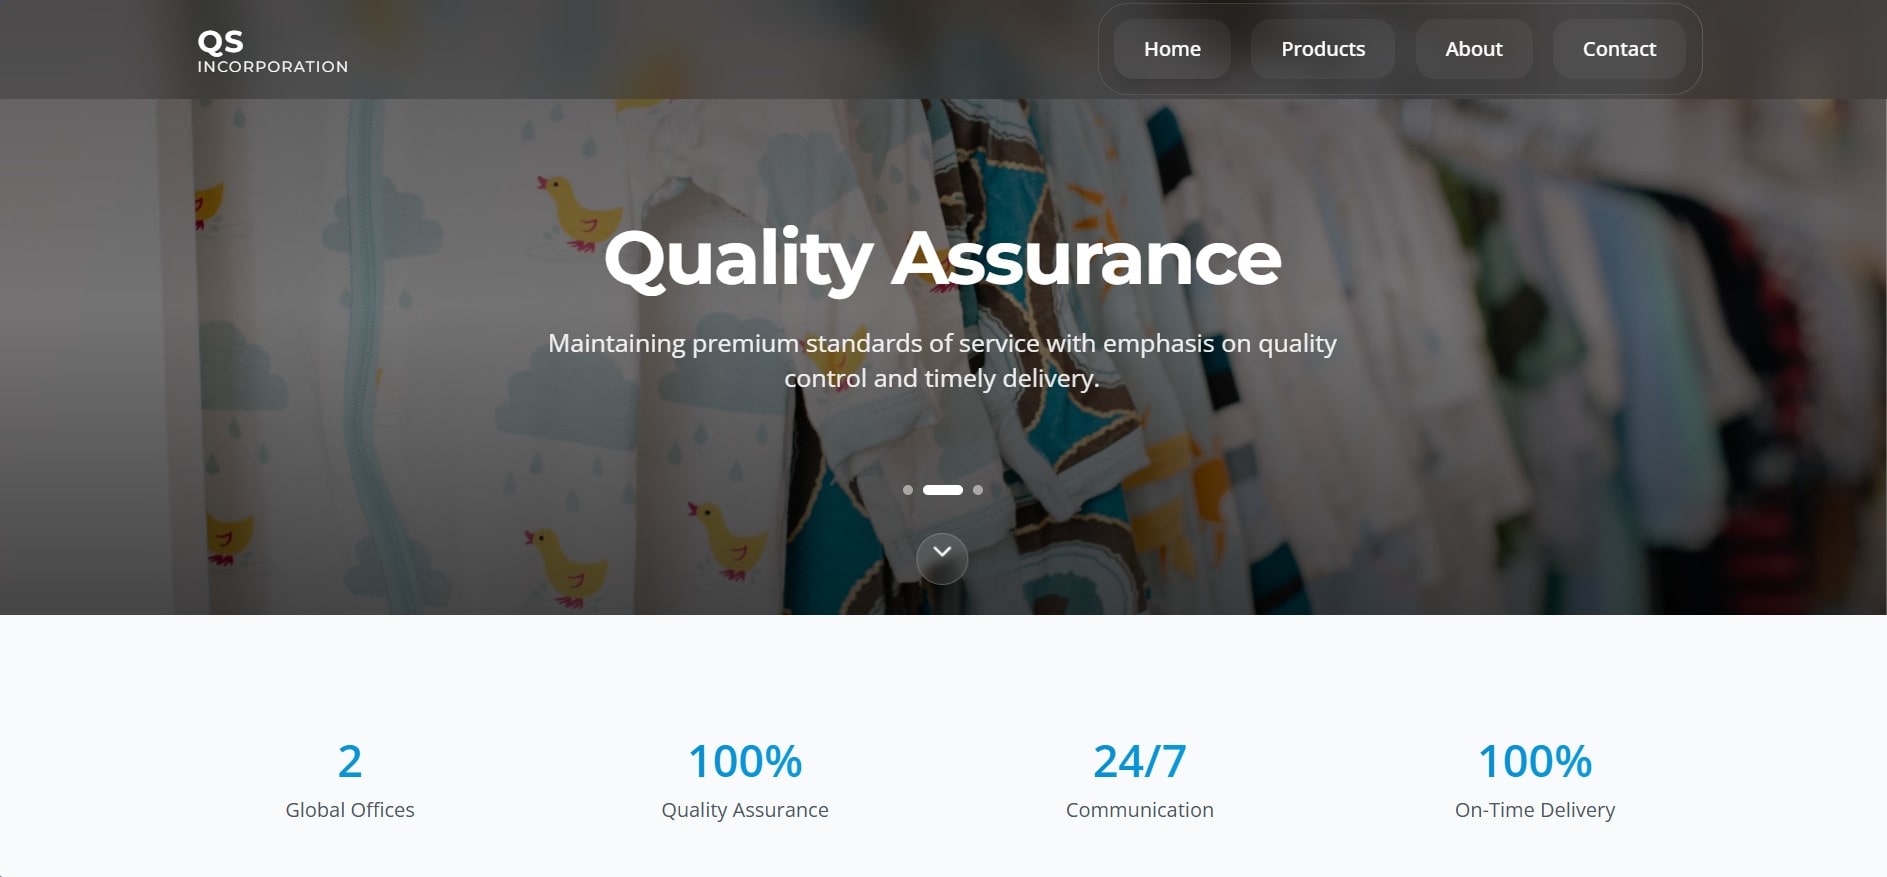 QS
INCORPORATION
Home
Products
About
Contact
Quality Assurance
Maintaining premium standards of service with emphasis on quality
control and timely delivery.
2
Global Offices
100%
Quality Assurance
24/7
Communication
100%
On-Time Delivery